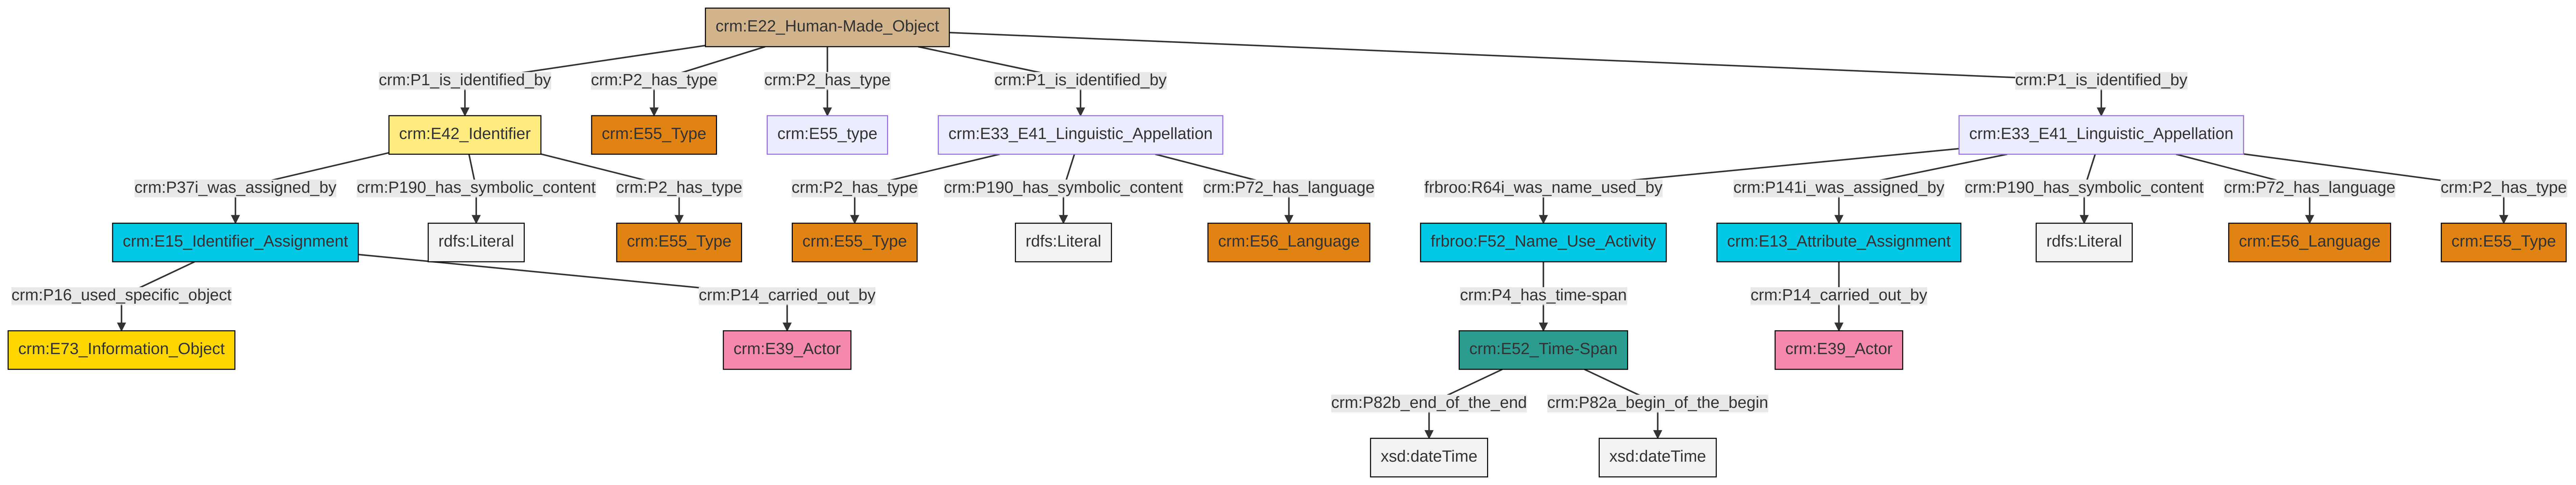 crm:E22_Human-Made_Object
crm:P1_is_identified_by
crm:P2_has_type
crm:P2_has_type
crm:P1_is_identified_by
crm:P1_is_identified_by
crm:E42_Identifier
crm:E55_Type
crm:E55_type
crm:E33_E41_Linguistic_Appellation
crm:E33_E41_Linguistic_Appellation
crm:P37i_was_assigned_by
crm:P190_has_symbolic_content
crm:P2_has_type
crm:P2_has_type
crm:P190_has_symbolic_content
crm:P72_has_language
frbroo:R64i_was_name_used_by
crm:P141i_was_assigned_by
crm:P190_has_symbolic_content
crm:P72_has_language
crm:P2_has_type
crm:E15_Identifier_Assignment
rdfs:Literal
crm:E55_Type
crm:E55_Type
rdfs:Literal
crm:E56_Language
frbroo:F52_Name_Use_Activity
crm:E13_Attribute_Assignment
rdfs:Literal
crm:E56_Language
crm:E55_Type
crm:P16_used_specific_object
crm:P14_carried_out_by
crm:P4_has_time-span
crm:P14_carried_out_by
crm:E73_Information_Object
crm:E39_Actor
crm:E52_Time-Span
crm:E39_Actor
crm:P82b_end_of_the_end
crm:P82a_begin_of_the_begin
xsd:dateTime
xsd:dateTime